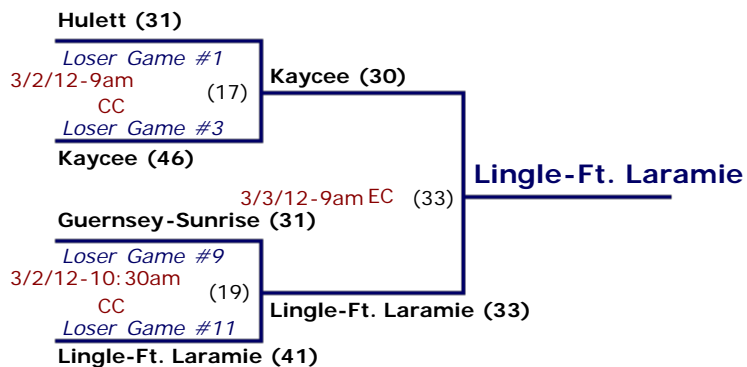 Hulett (31)
Loser Game #1
3/2/12-9am
(17)
CC
Loser Game #3
Kaycee (46)
Kaycee (30)
Lingle-Ft. Laramie
3/3/12-9am EC (33)
Guernsey-Sunrise (31)
Loser Game #9
3/2/12-10:30am
(19)
CC
Loser Game #11
Lingle-Ft. Laramie (41)
Lingle-Ft. Laramie (33)